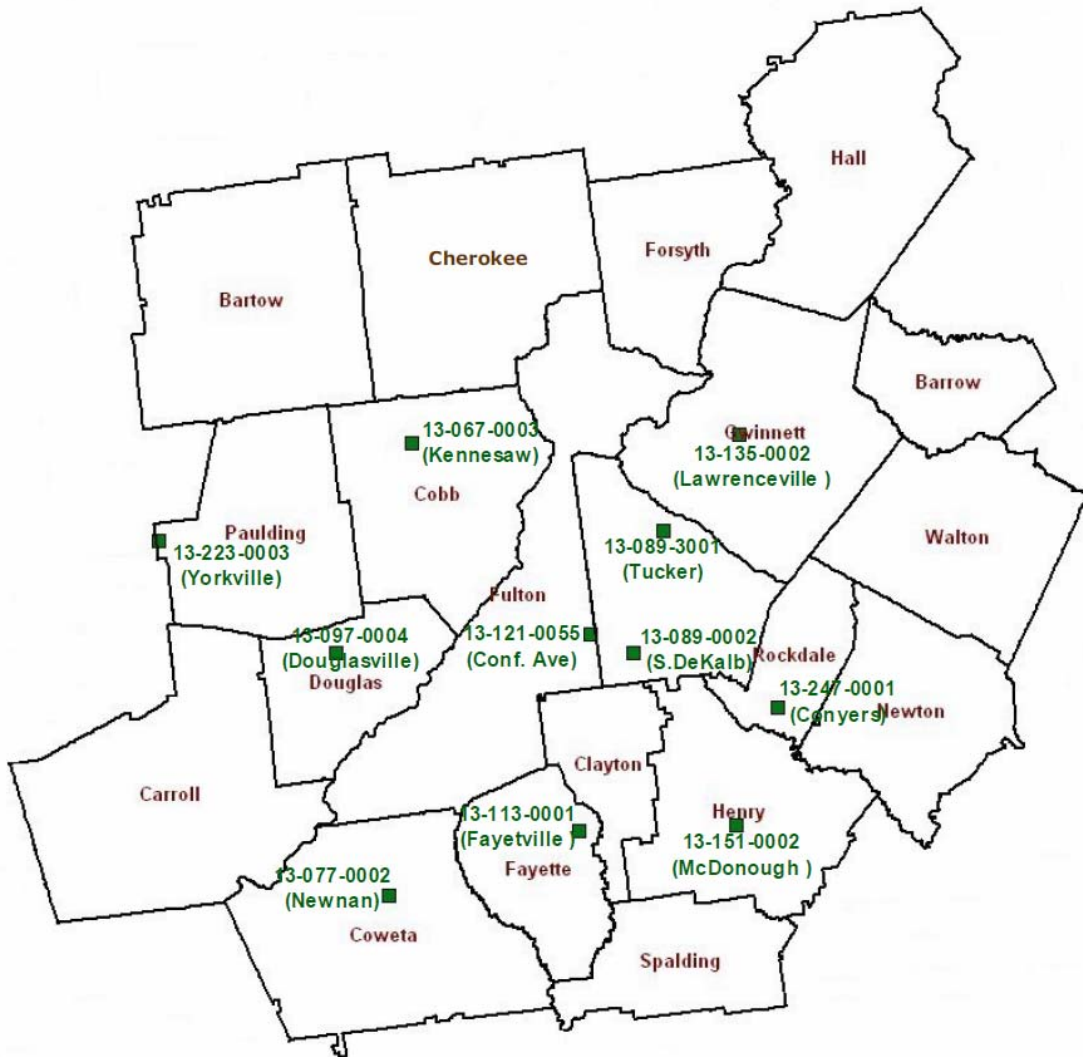 Hall
Forsyth
Cherokee
Bartow
Barrow
13-067-0003
(Kennesaw)
Cobb
Gwinnett
13-135-0002
(Lawrenceville )
Paulding
13-223-0003
(Yorkville)
13-089-3001
(Tucker)
Walton
Fulton
13-121-0055
(Conf. Ave)
13-097-0004
(Douglasville)
Douglas
13-089-0002
(S.DeKalb)
Rockdale
13-247-0001
(Conyers)
Newton
Carroll
Clayton
Henry
13-151-0002
(McDonough )
13-113-0001
(Fayetville )
Fayette
13-077-0002
(Newnan)
Coweta
Spalding